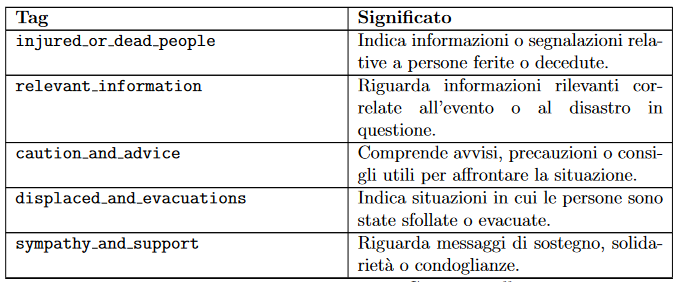 Tag Significato
injured_or_dead_people Indica informazioni o segnalazioni rela-
tive a persone ferite o decedute.
relevant_information Riguarda informazioni rilevanti cor-
relate all'evento o al disastro in
questione.
caution_and_advice Comprende avvisi, precauzioni o consi-
gli utili per affrontare la situazione.
displaced_and_evacuations Indica situazioni in cui le persone sono
state sfollate o evacuate.
sympathy_and_support Riguarda messaggi di sostegno, solida-
rietà o condoglianze.